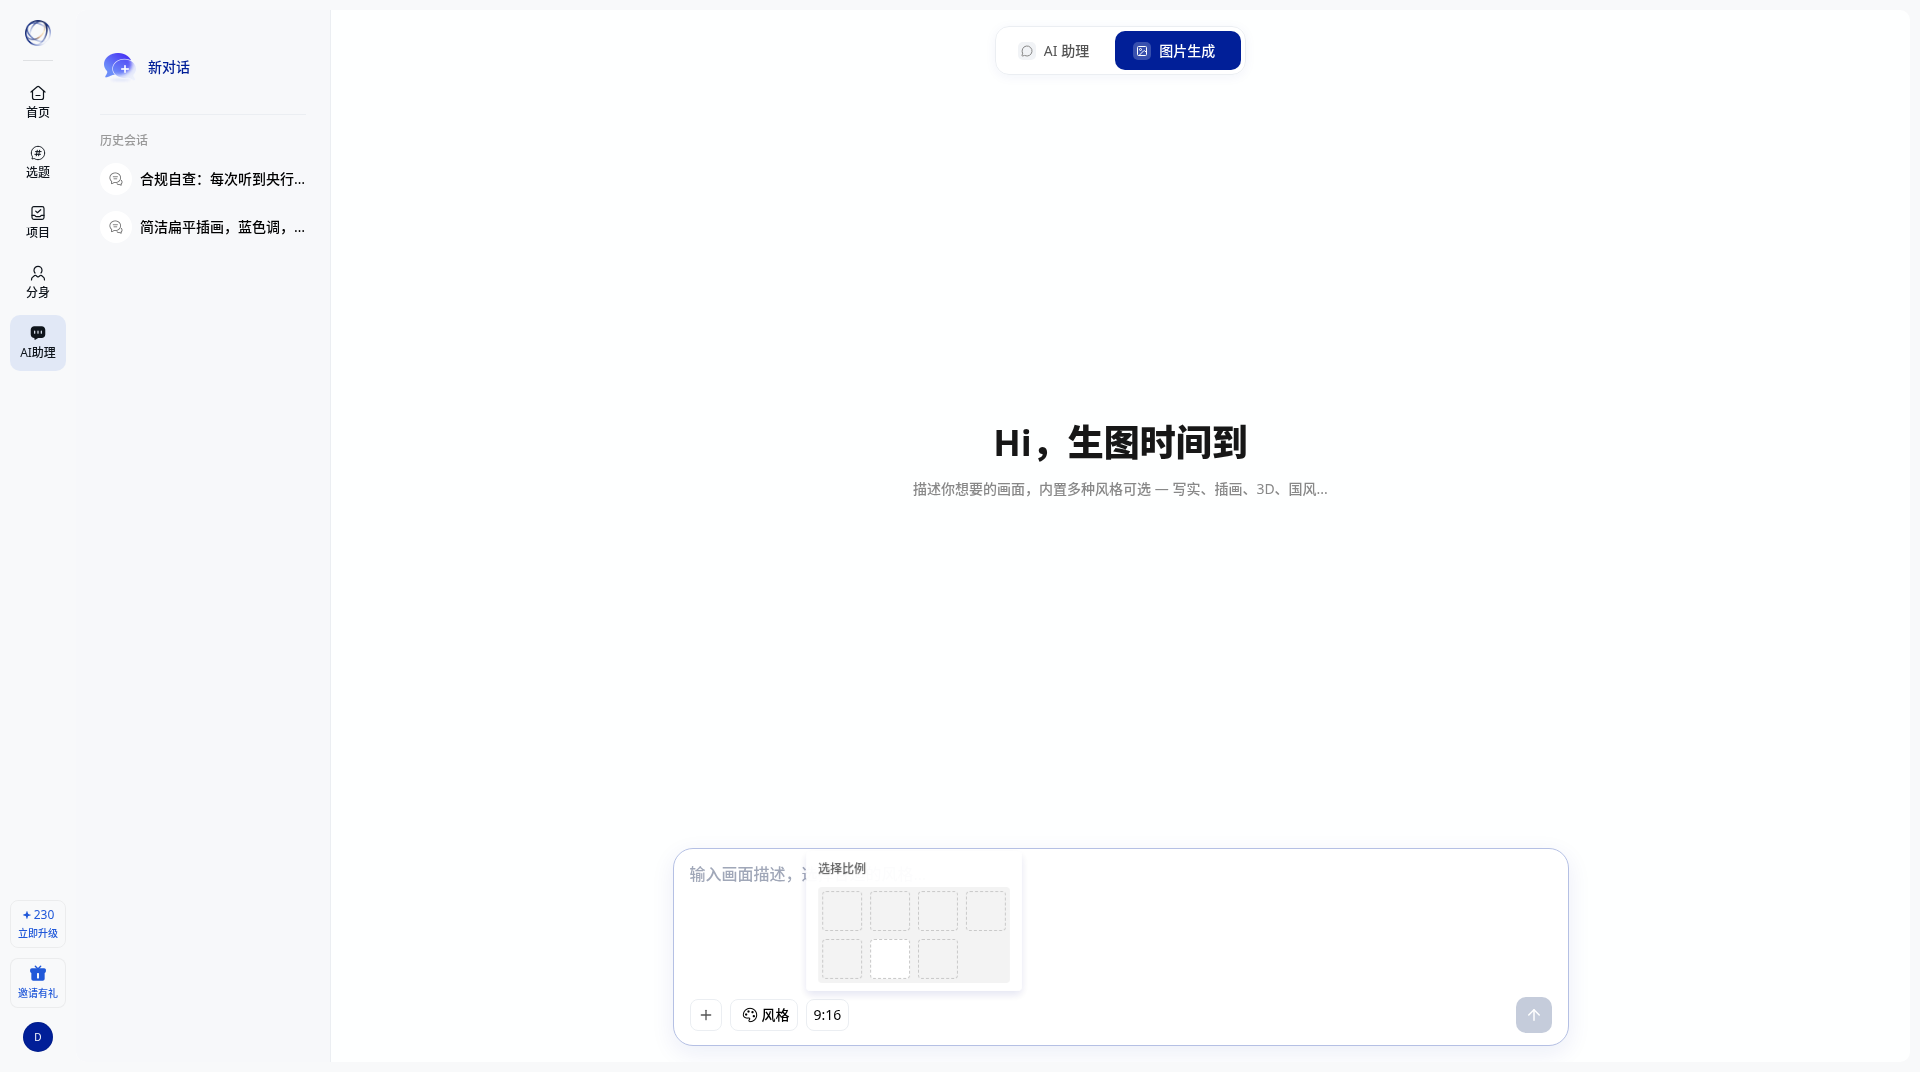 首页
选题
项目
分身
AI助理
230
立即升级
邀请有礼
D
新对话
历史会话
合规自查：每次听到央行...
简洁扁平插画，蓝色调，...
AI 助理
图片生成
Hi，生图时间到
描述你想要的画面，内置多种风格可选 — 写实、插画、3D、国风...
输入画面描述，
选择比例
风格
9:16